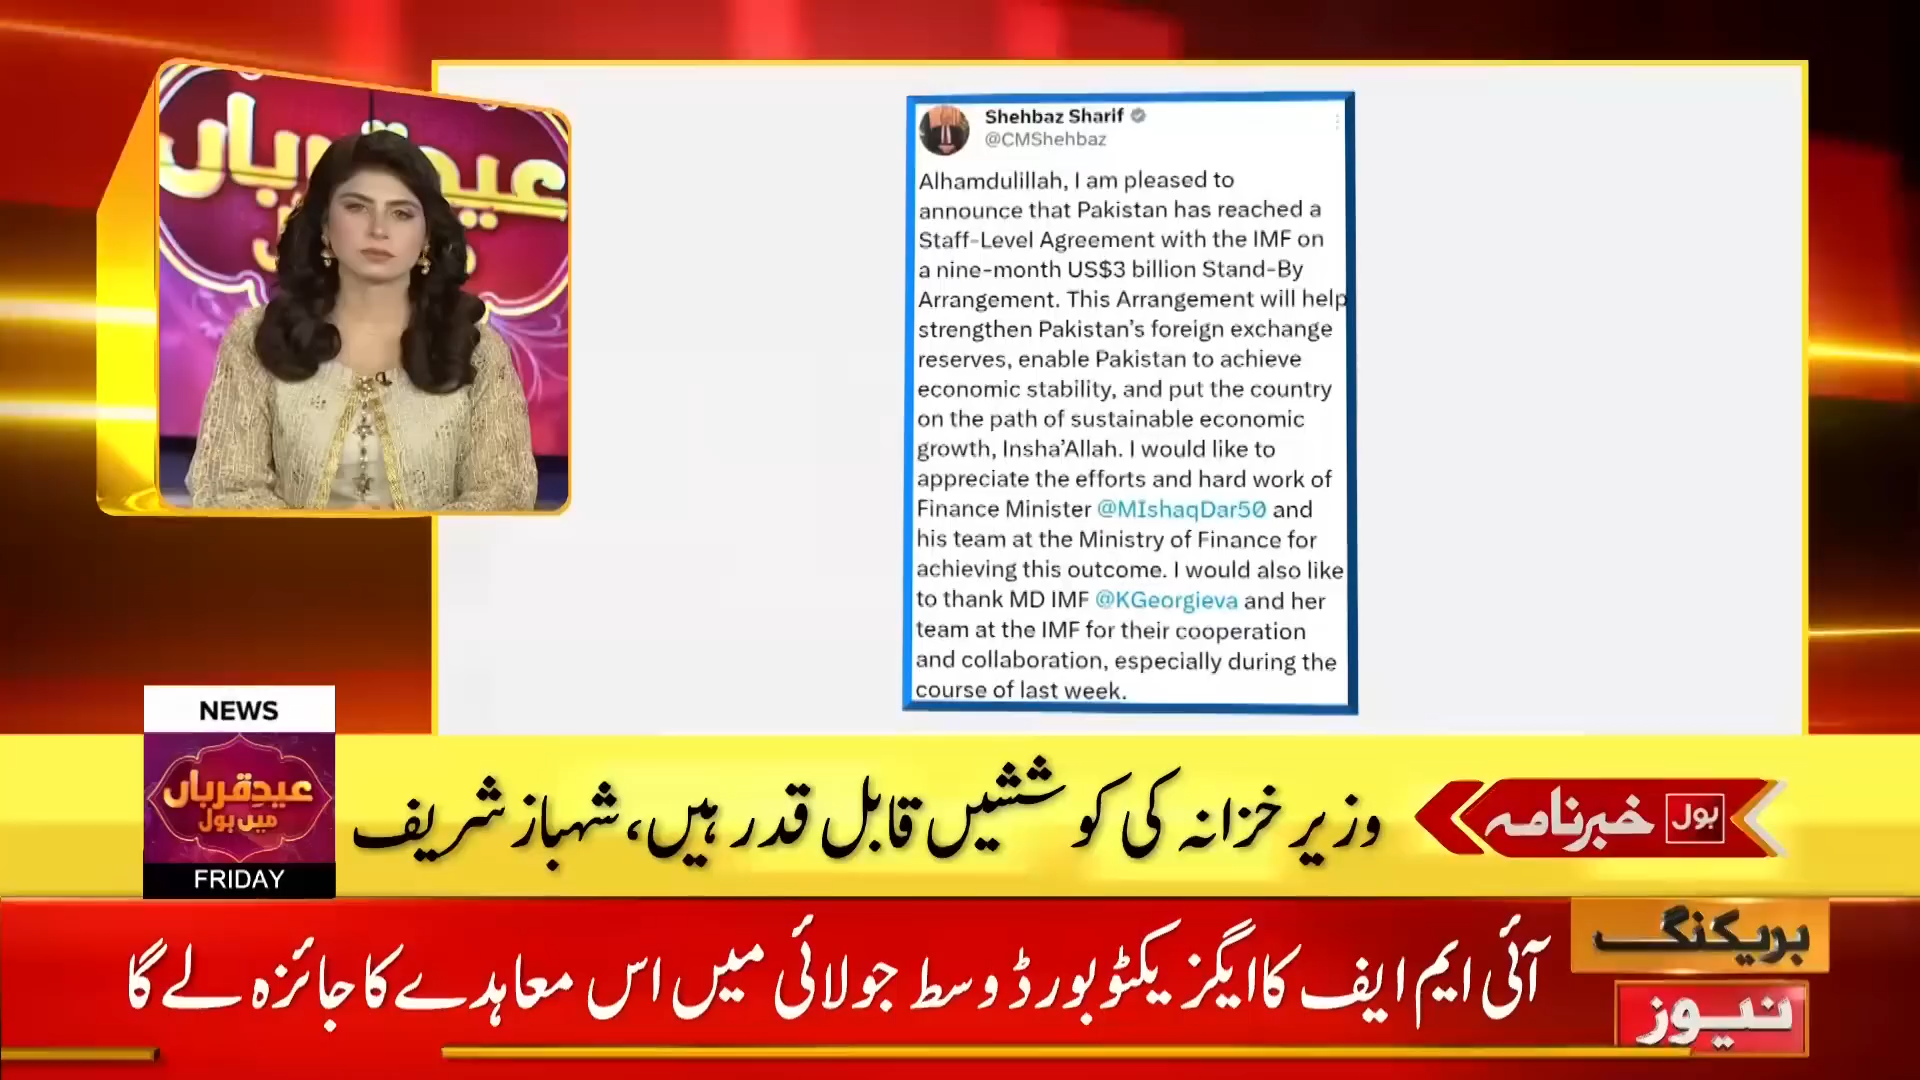 عیدِ قرباں
Shehbaz Sharif
@CMShehbaz
Alhamdulillah, I am pleased to
announce that Pakistan has reached a
Staff-Level Agreement with the IMF on
a nine-month US$3 billion Stand-By
Arrangement. This Arrangement will help
strengthen Pakistan’s foreign exchange
reserves, enable Pakistan to achieve
economic stability, and put the country
on the path of sustainable economic
growth, Insha’Allah. I would like to
appreciate the efforts and hard work of
Finance Minister @MIshaqDar50 and
his team at the Ministry of Finance for
achieving this outcome. I would also like
to thank MD IMF @KGeorgieva and her
team at the IMF for their cooperation
and collaboration, especially during the
course of last week.
NEWS
عیدِ قرباں
میں بول
FRIDAY
بول خبرنامہ
وزیر خزانہ کی کوششیں قابل قدر ہیں، شہباز شریف
بریکنگ
نیوز
آئی ایم ایف کا ایگزیکٹو بورڈ وسط جولائی میں اس معاہدے کا جائزہ لے گا